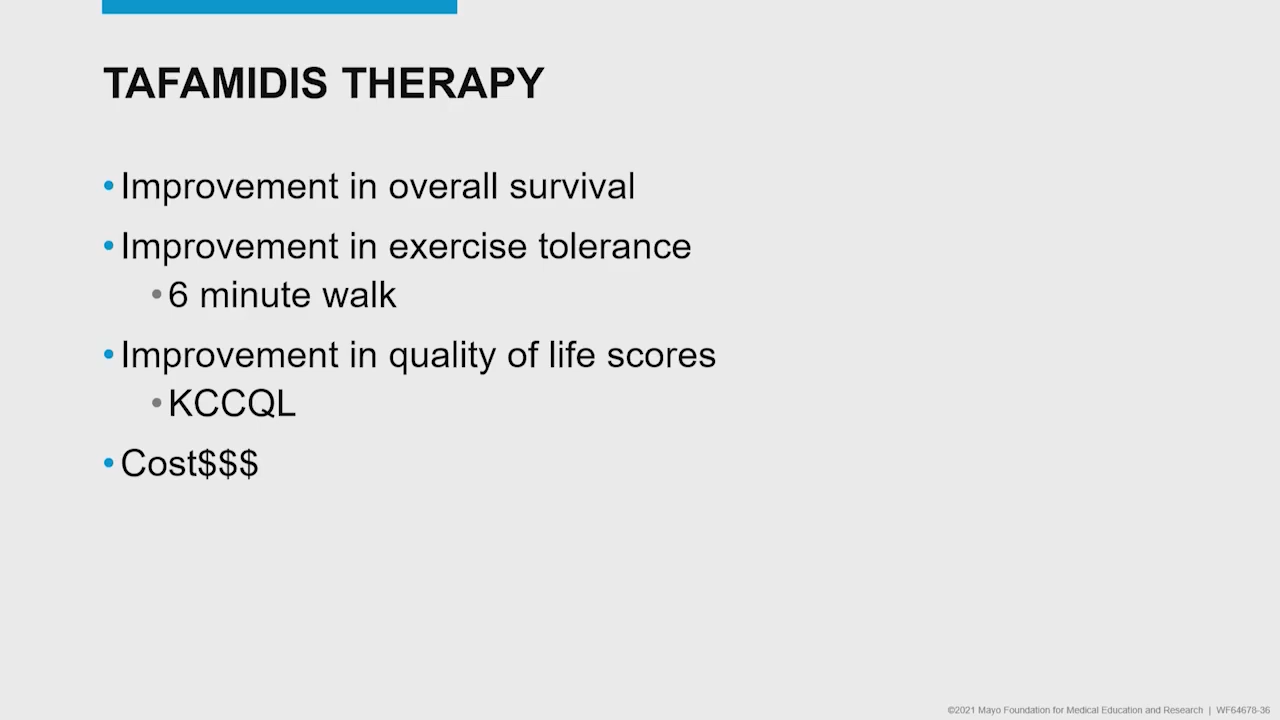 TAFAMIDIS THERAPY
•Improvement in overall survival
•Improvement in exercise tolerance
•6 minute walk
•Improvement in quality of life scores
•KCCQL
•Cost$$$
©2021 Mayo Foundation for Medical Education and Research | WF64678-36